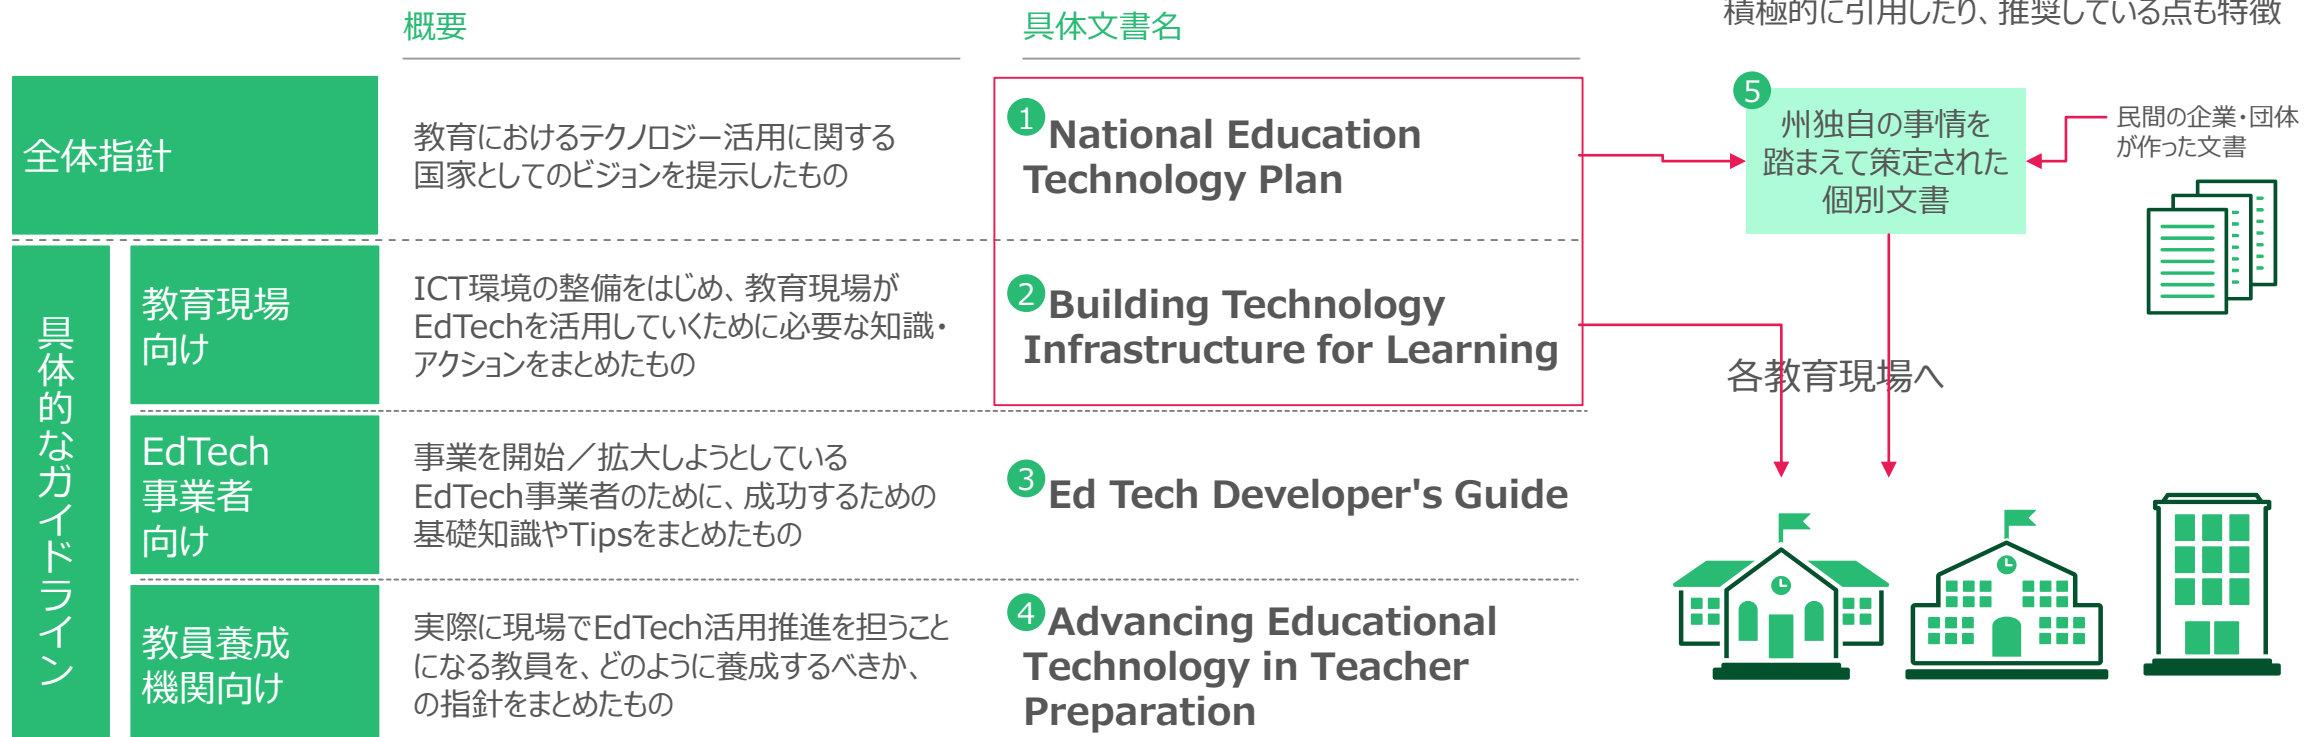 積極的に引用したり、推奨している点も特徴
概要
具体文書名
全体指針
教育におけるテクノロジー活用に関する
国家としてのビジョンを提示したもの
1 National Education
Technology Plan
5
州独自の事情を
踏まえて策定された
個別文書
民間の企業・団体
が作った文書
具体的なガイドライン
教育現場
向け
ICT環境の整備をはじめ、教育現場が
EdTechを活用していくために必要な知識・
アクションをまとめたもの
2 Building Technology
Infrastructure for Learning
各教育現場へ
EdTech
事業者
向け
事業を開始／拡大しようとしている
EdTech事業者のために、成功するための
基礎知識やTipsをまとめたもの
3 Ed Tech Developer's Guide
教員養成
機関向け
実際に現場でEdTech活用推進を担うこと
になる教員を、どのように養成するべきか、
の指針をまとめたもの
4 Advancing Educational
Technology in Teacher
Preparation